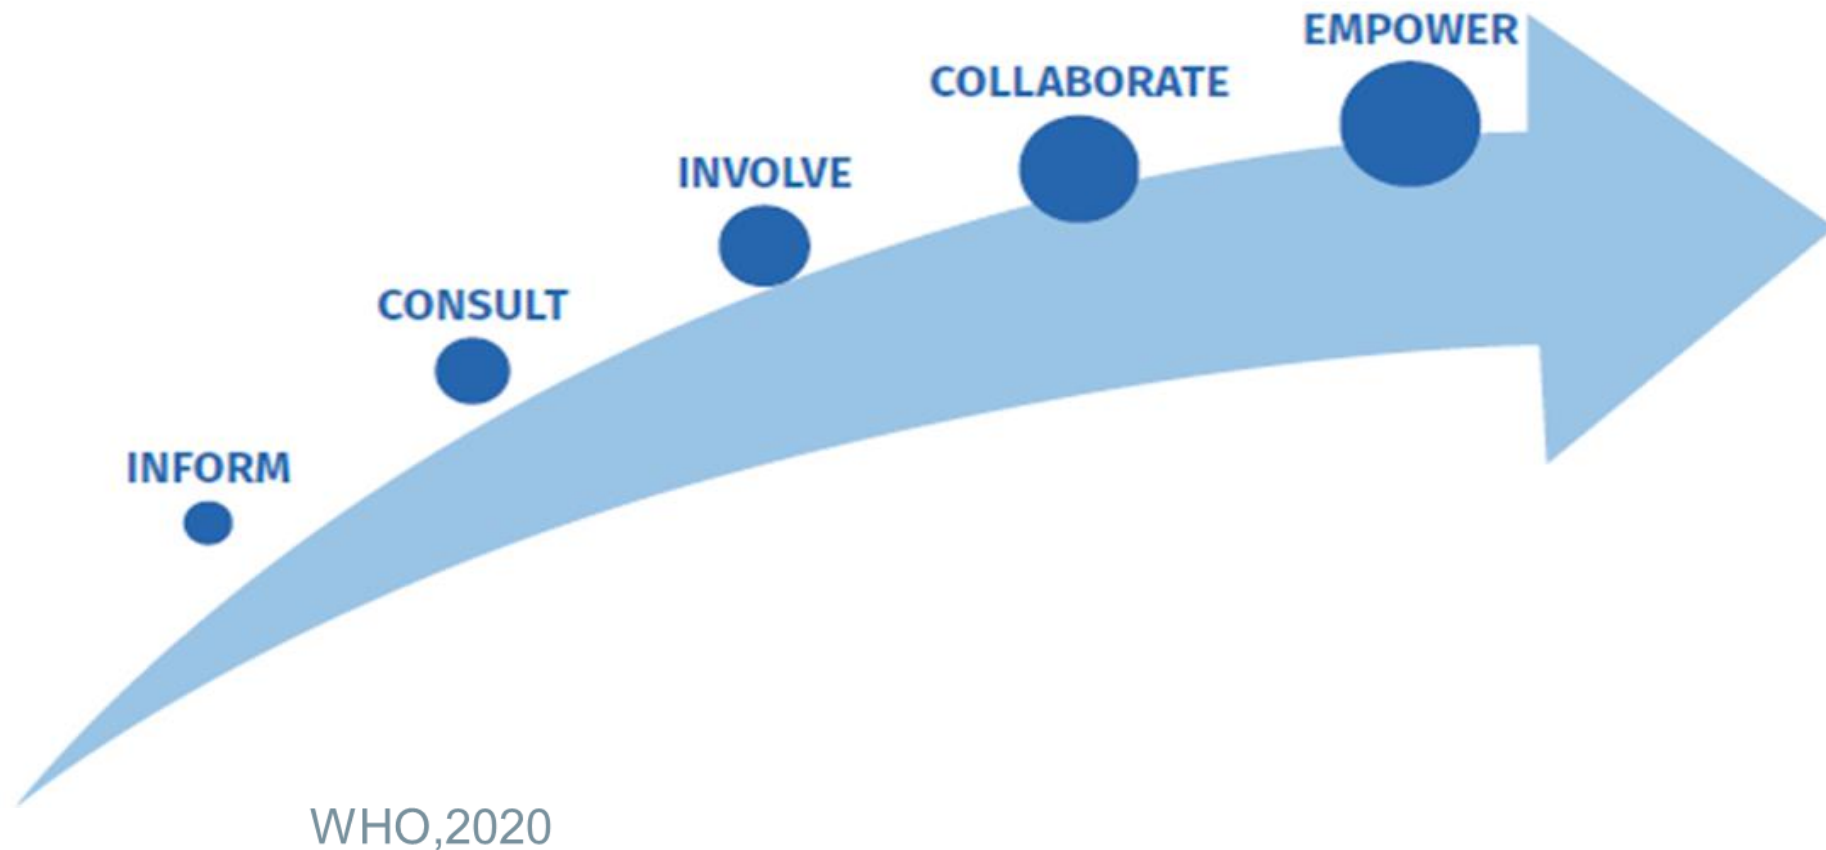 EMPOWER
COLLABORATE
INVOLVE
CONSULT
INFORM
WHO,2020